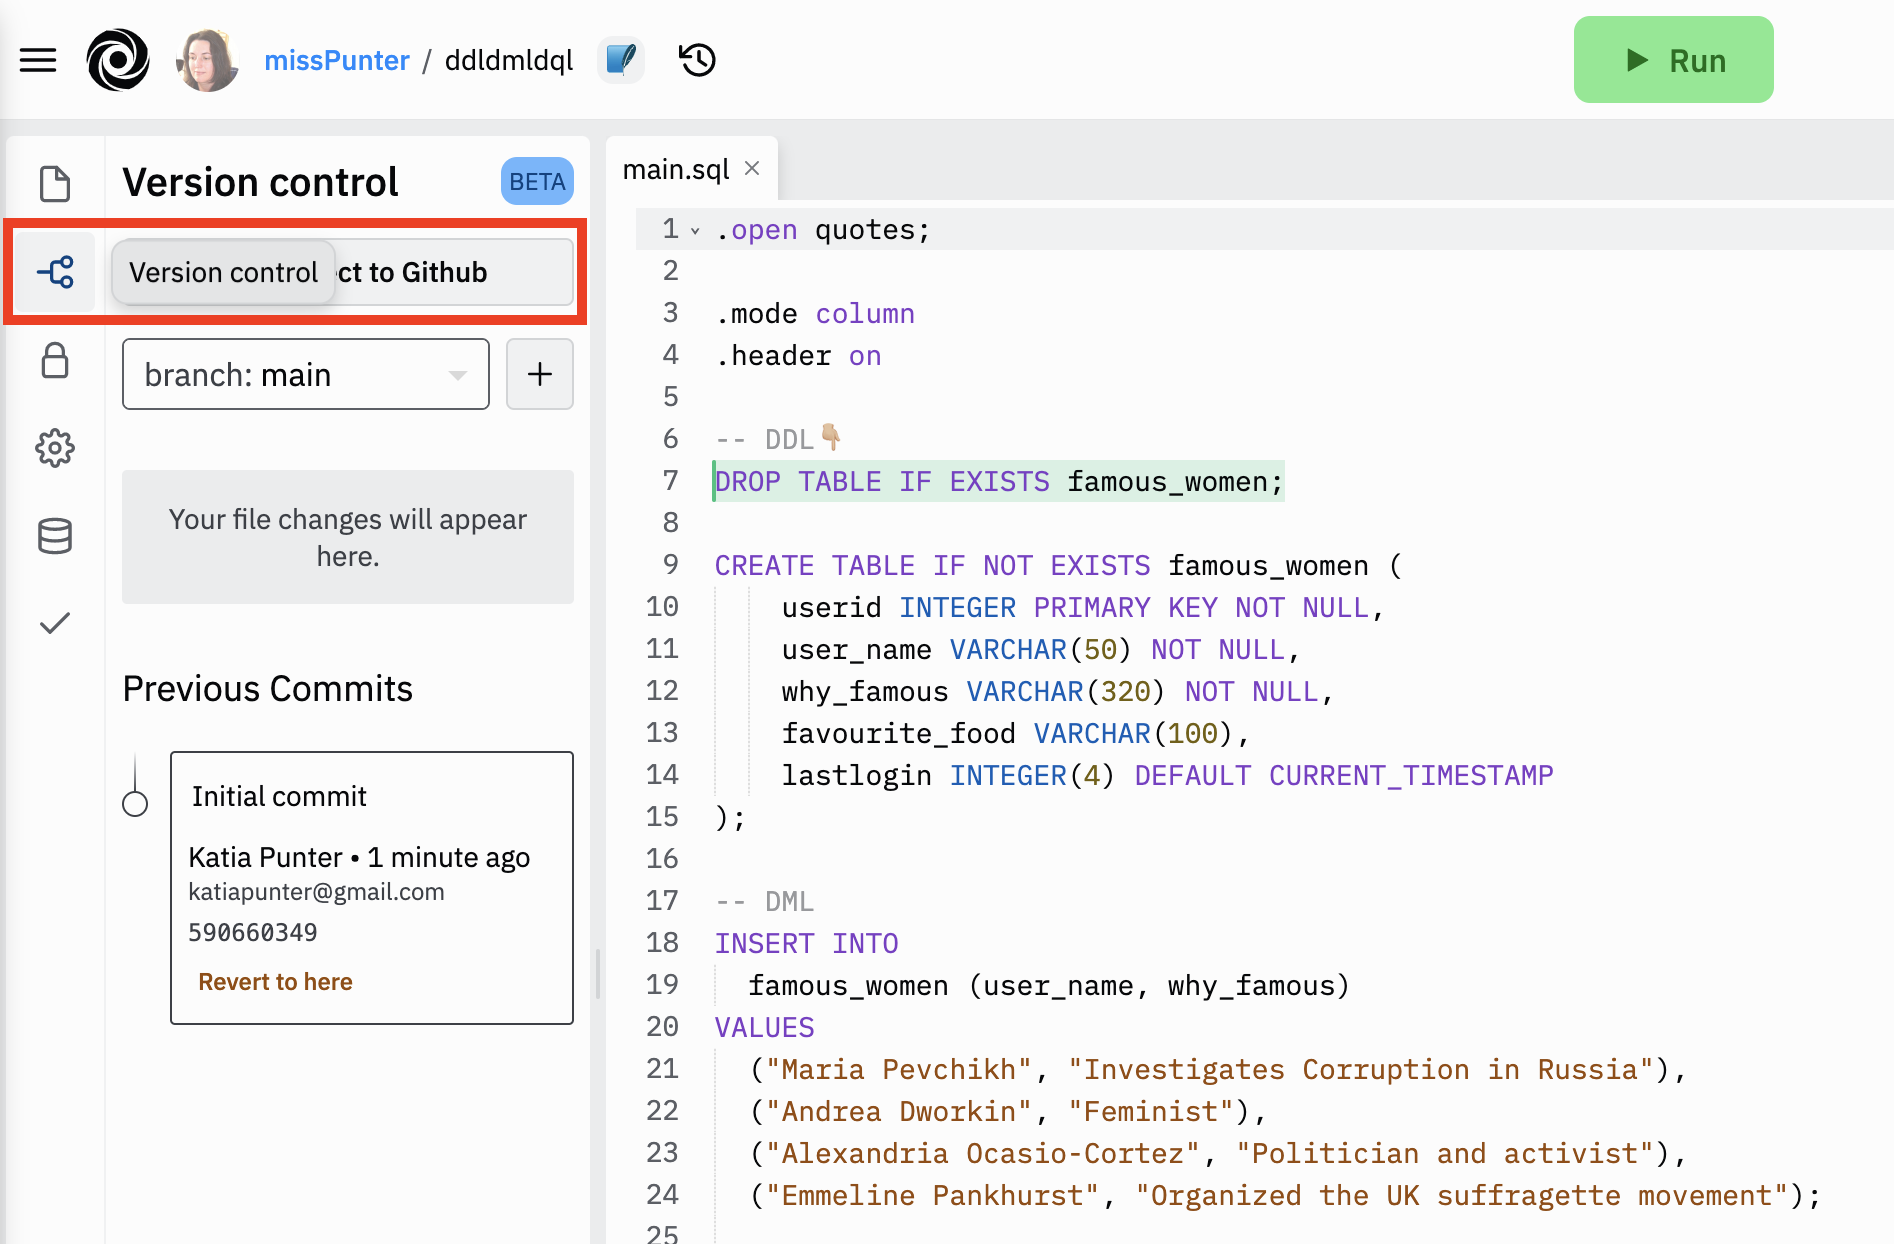 missPunter / ddldmldql
Run
Version control
BETA
Version control
ct to Github
branch: main
+
Your file changes will appear
here.
Previous Commits
Initial commit
Katia Punter • 1 minute ago
katiapunter@gmail.com
590660349
Revert to here
main.sql ×
1 .open quotes;
2
3 .mode column
4 .header on
5
6 -- DDL👇🏼
7 DROP TABLE IF EXISTS famous_women;
8
9 CREATE TABLE IF NOT EXISTS famous_women (
10 userid INTEGER PRIMARY KEY NOT NULL,
11 user_name VARCHAR(50) NOT NULL,
12 why_famous VARCHAR(320) NOT NULL,
13 favourite_food VARCHAR(100),
14 lastlogin INTEGER(4) DEFAULT CURRENT_TIMESTAMP
15 );
16
17 -- DML
18 INSERT INTO
19 famous_women (user_name, why_famous)
20 VALUES
21 ("Maria Pevchikh", "Investigates Corruption in Russia"),
22 ("Andrea Dworkin", "Feminist"),
23 ("Alexandria Ocasio-Cortez", "Politician and activist"),
24 ("Emmeline Pankhurst", "Organized the UK suffragette movement");
25